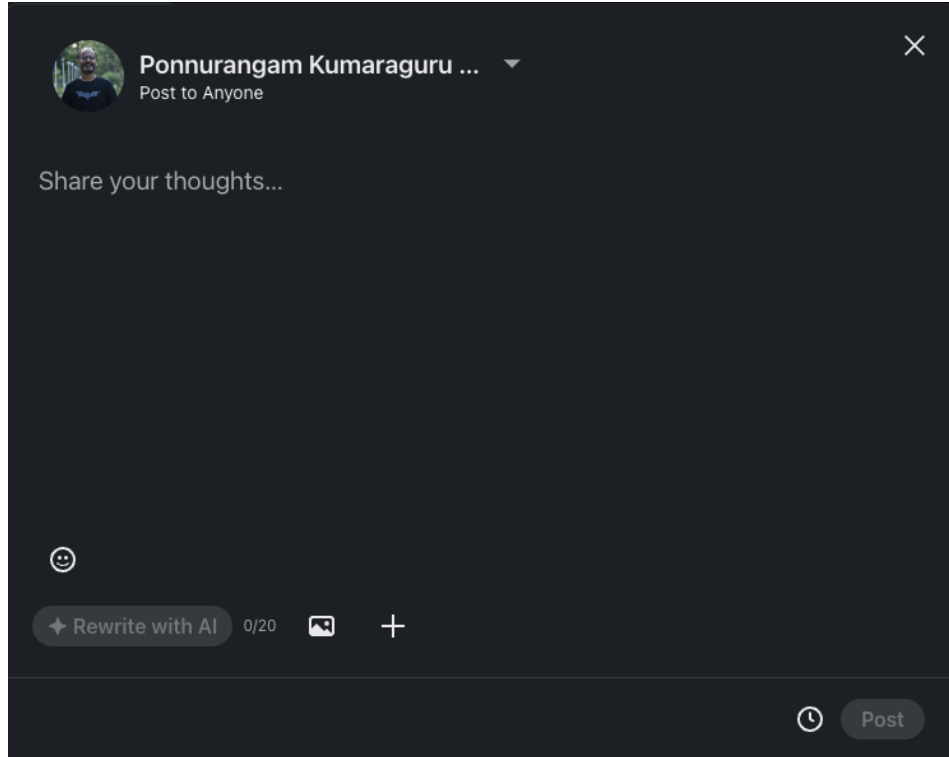 Ponnurangam Kumaraguru ...
Post to Anyone
Share your thoughts...
Rewrite with AI 0/20
Post